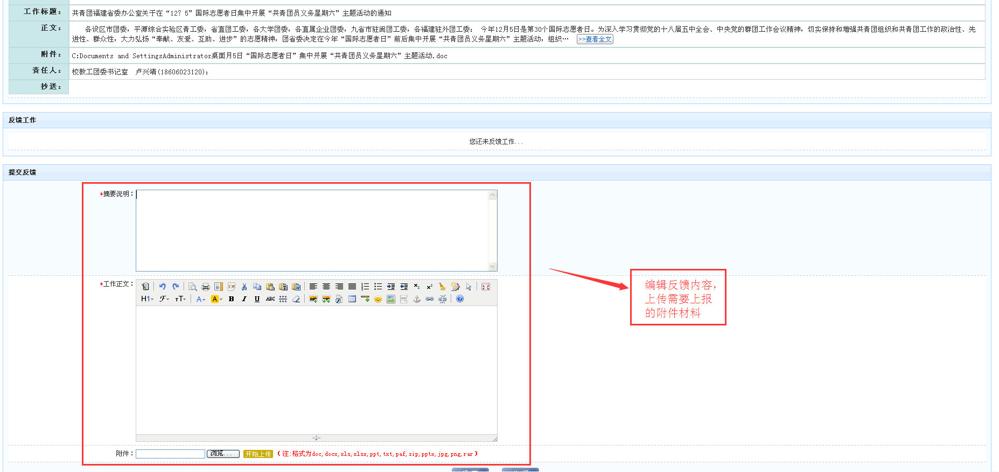 工作标题： 共青团福建省委办公室关于在“12? 5”国际志愿者日集中开展“共青团员义务星期六”主题活动的通知
正文： 各设区市团委，平潭综合实验区青工委，省直团工委，各大学团委，各直属企业团委，九省市驻闽团工委，各福建驻外团工委： 今年12月5日是第30个国际志愿者日。为深入学习贯彻党的十八届五中全会、中央党的群团工作会议精神，切实保持和增强共青团组织和共青团工作的政治性、先
进性、群众性，大力弘扬“奉献、友爱、互助、进步”的志愿精神，团省委决定在今年“国际志愿者日”前后集中开展“共青团员义务星期六”主题活动，组织… >>查看全文
附件： C:Documents and SettingsAdministrator桌面月5日“国际志愿者日”集中开展“共青团员义务星期六”主题活动.doc
责任人： 校教工团委书记室 卢兴靖(18606023120);
抄送：
反馈工作
您还未反馈工作...
提交反馈
*摘要说明：
*工作正文：
H1 F тT A A B I U ABC
编辑反馈内容，
上传需要上报
的附件材料
附件： 浏览... 开始上传 （注:格式为doc,docx,xls,xlsx,ppt,txt,paf,zip,pptx,jpg,png,rar）